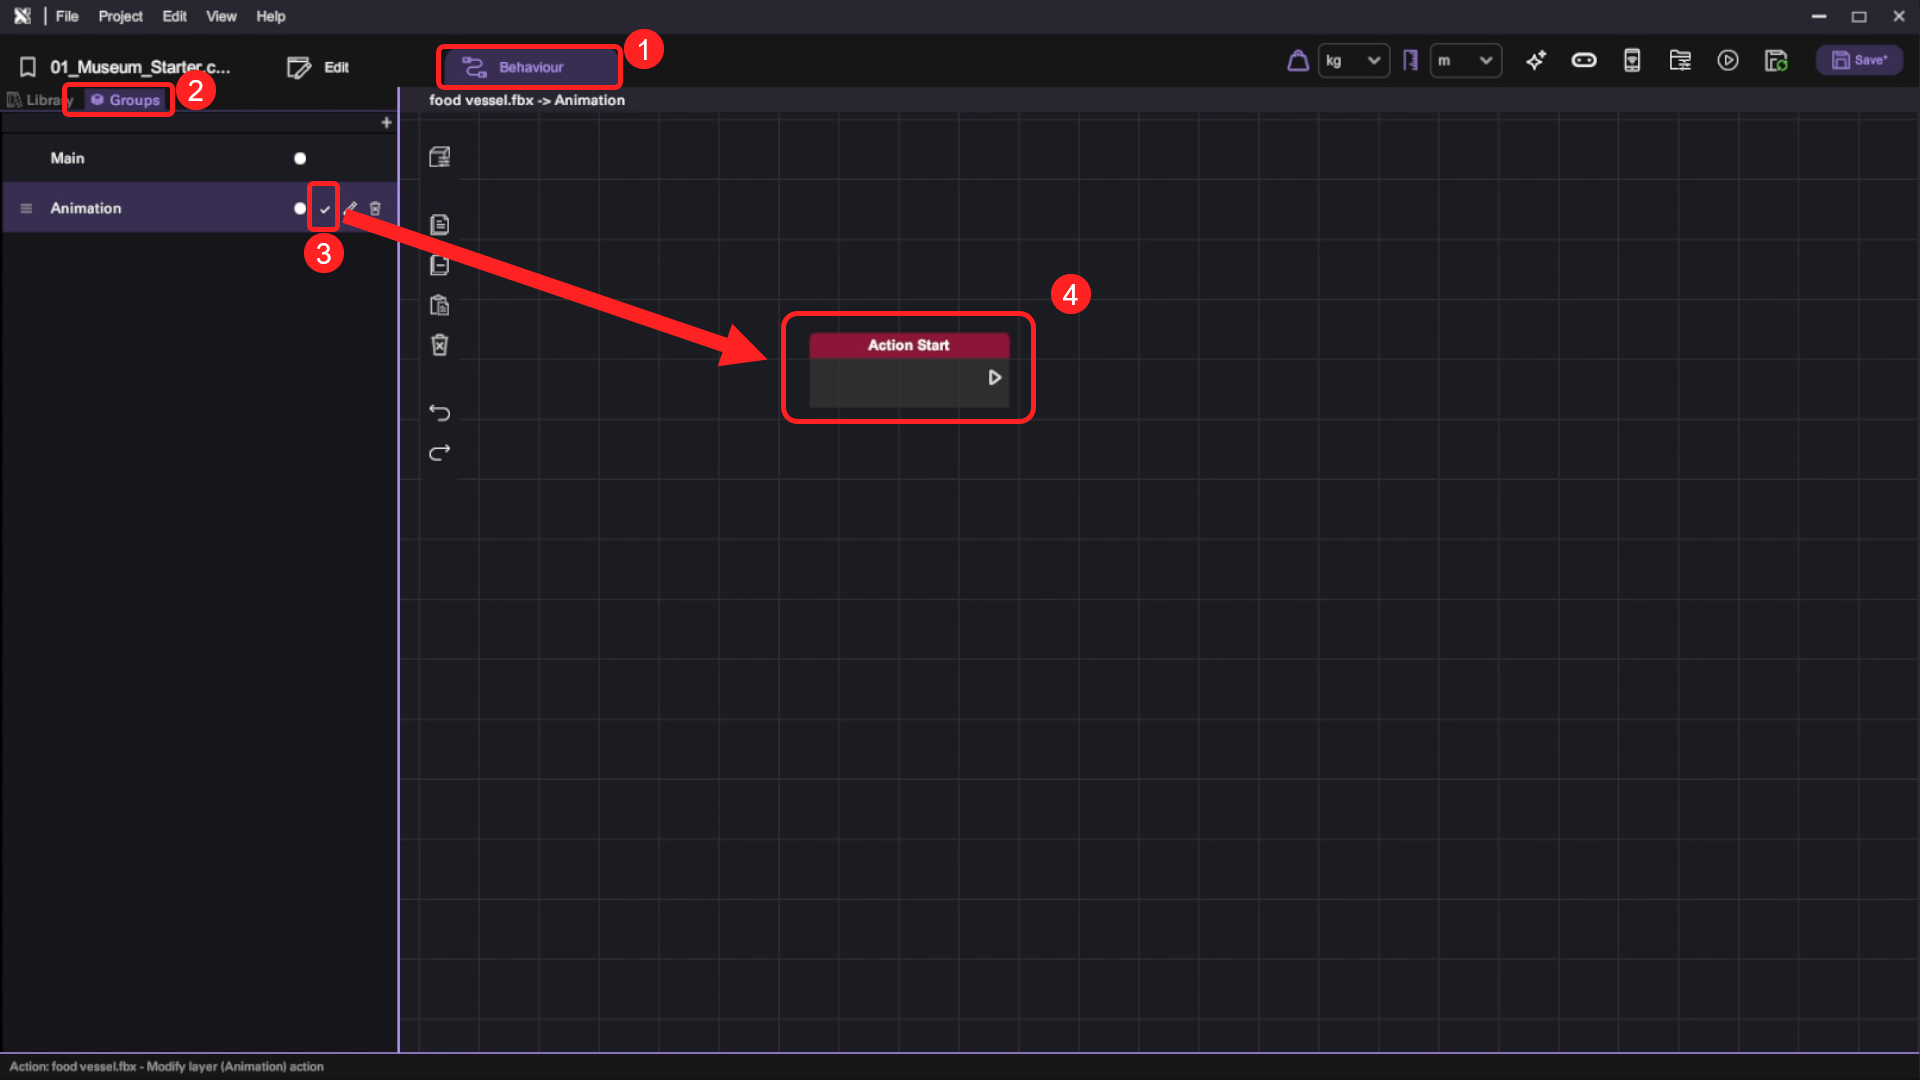 File Project Edit View Help
01_Museum_Starter.c... Edit Behaviour 1 kg m Save*
Library Groups 2 food vessel.fbx -> Animation
+
Main
Animation
3
4
Action Start
Action: food vessel.fbx - Modify layer (Animation) action